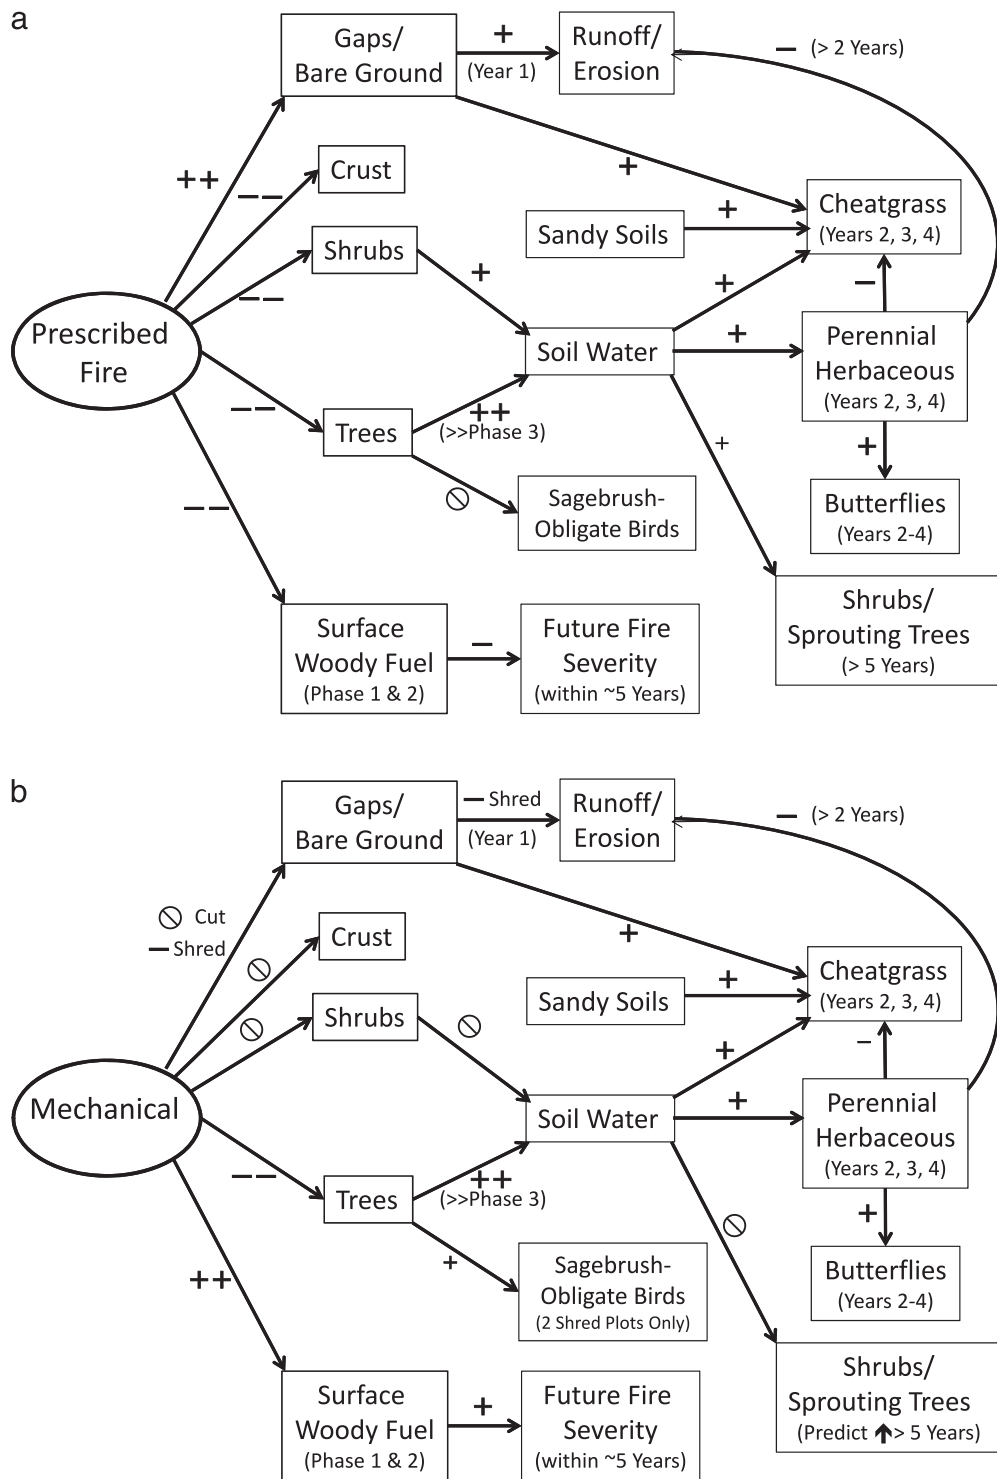 a
Gaps/
Bare Ground
+
(Year 1)
Runoff/
Erosion
− (> 2 Years)
++
−−
Crust
+
Cheatgrass
(Years 2, 3, 4)
+
Sandy Soils
Shrubs
−−
+
+
−
Prescribed
Fire
Soil Water
+
Perennial
Herbaceous
(Years 2, 3, 4)
−−
Trees
++
(>>Phase 3)
+
+
Sagebrush-
Obligate Birds
Butterflies
(Years 2-4)
−−
Surface
Woody Fuel
(Phase 1 & 2)
−
Future Fire
Severity
(within ~5 Years)
Shrubs/
Sprouting Trees
(> 5 Years)
b
Gaps/
Bare Ground
− Shred
(Year 1)
Runoff/
Erosion
− (> 2 Years)
Cut
− Shred
Crust
+
Cheatgrass
(Years 2, 3, 4)
+
Sandy Soils
Shrubs
+
−
Mechanical
Soil Water
+
Perennial
Herbaceous
(Years 2, 3, 4)
−−
Trees
++
(>>Phase 3)
+
+
Sagebrush-
Obligate Birds
(2 Shred Plots Only)
Butterflies
(Years 2-4)
++
Surface
Woody Fuel
(Phase 1 & 2)
+
Future Fire
Severity
(within ~5 Years)
Shrubs/
Sprouting Trees
(Predict ↑> 5 Years)